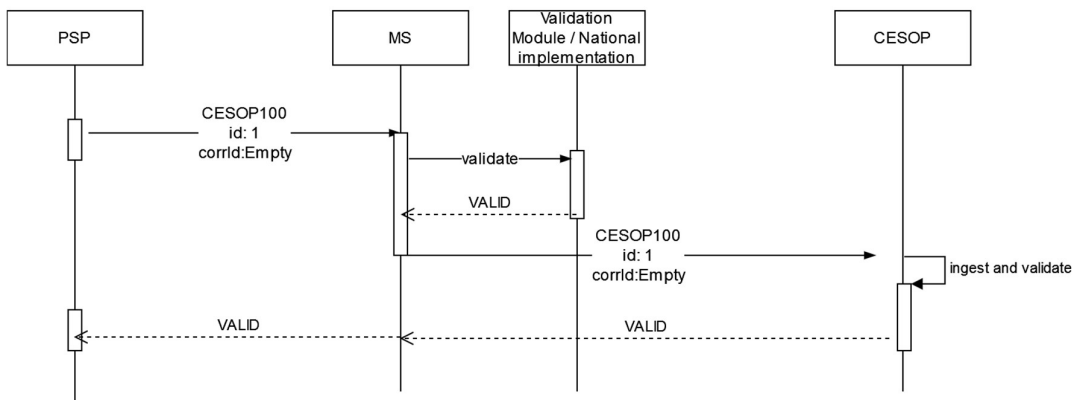 PSP
MS
Validation
Module / National
implementation
CESOP
CESOP100
id: 1
corrId:Empty
validate
VALID
CESOP100
id: 1
corrId:Empty
ingest and validate
VALID
VALID